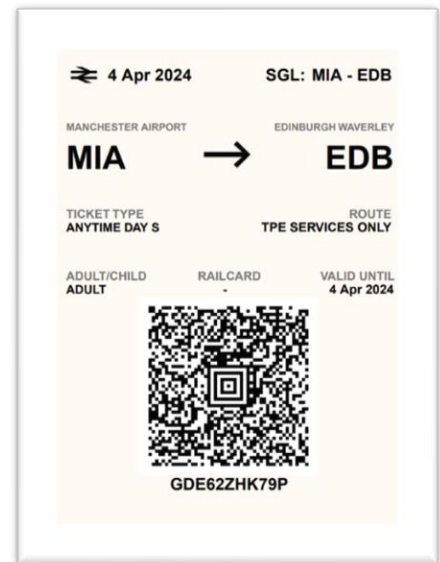 4 Apr 2024 SGL: MIA - EDB
MANCHESTER AIRPORT EDINBURGH WAVERLEY
MIA → EDB
TICKET TYPE ROUTE
ANYTIME DAY S TPE SERVICES ONLY
ADULT/CHILD RAILCARD VALID UNTIL
ADULT - 4 Apr 2024
GDE62ZHK79P